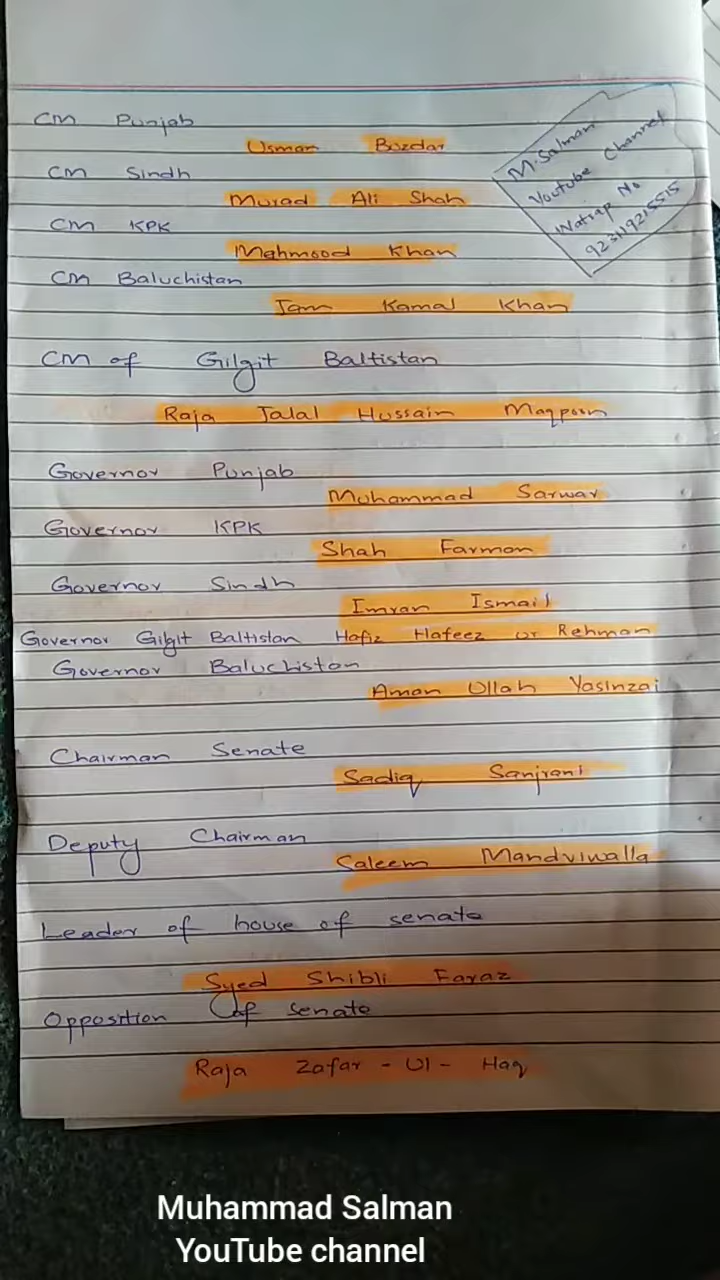 CM Punjab
Usman Buzdar
CM Sindh
Murad Ali Shah
CM KPK
Mahmood Khan
CM Baluchistan
Jam Kamal Khan
M.Salman
Youtube Channel
Watsap No
923119215515
CM of Gilgit Baltistan
Raja Jalal Hussain Maqpoon
Governor Punjab
Muhammad Sarwar
Governor KPK
Shah Farman
Governor Sindh
Imran Ismail
Governor Gilgit Baltistan Hafiz Hafeez ur Rehman
Governor Baluchistan
Aman Ullah Yasinzai
Chairman Senate
Sadiq Sanjrani
Deputy Chairman
Saleem Mandviwalla
Leader of house of senate
Syed Shibli Faraz
Opposition of senate
Raja Zafar - Ul - Haq
Muhammad Salman
YouTube channel